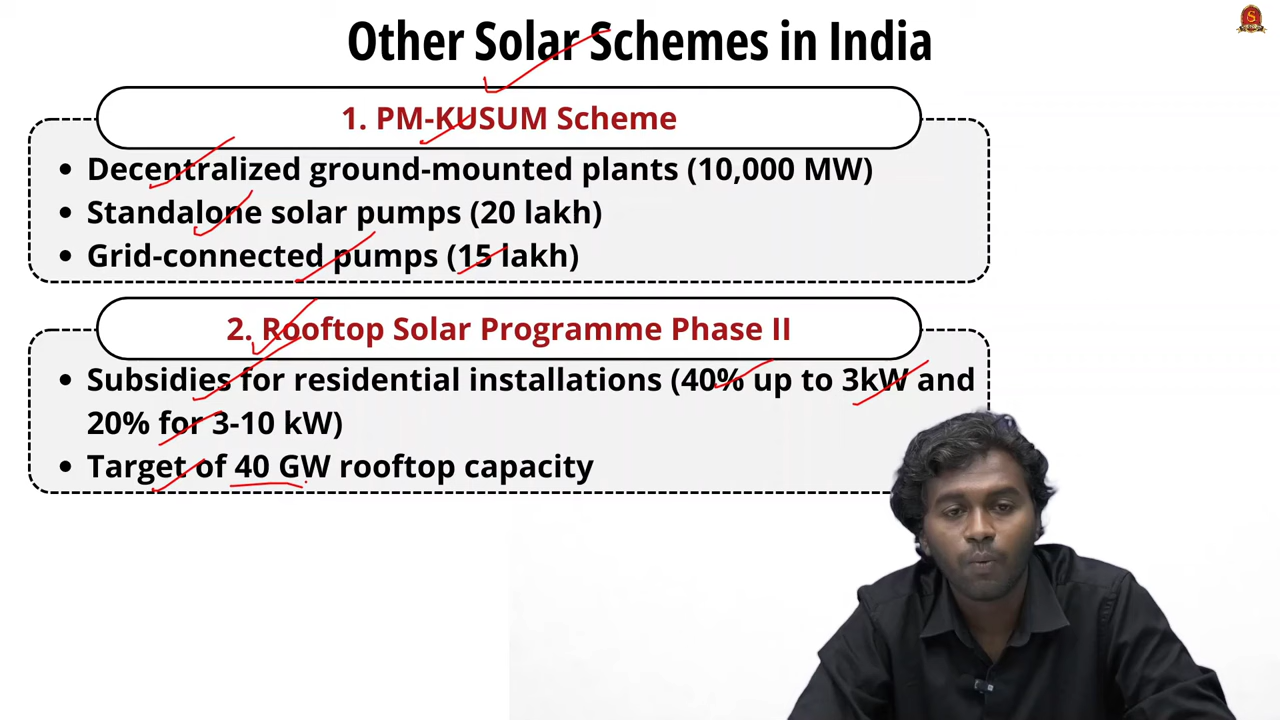 Other Solar Schemes in India
1. PM-KUSUM Scheme
• Decentralized ground-mounted plants (10,000 MW)
• Standalone solar pumps (20 lakh)
• Grid-connected pumps (15 lakh)
2. Rooftop Solar Programme Phase II
• Subsidies for residential installations (40% up to 3kW and
20% for 3-10 kW)
• Target of 40 GW rooftop capacity